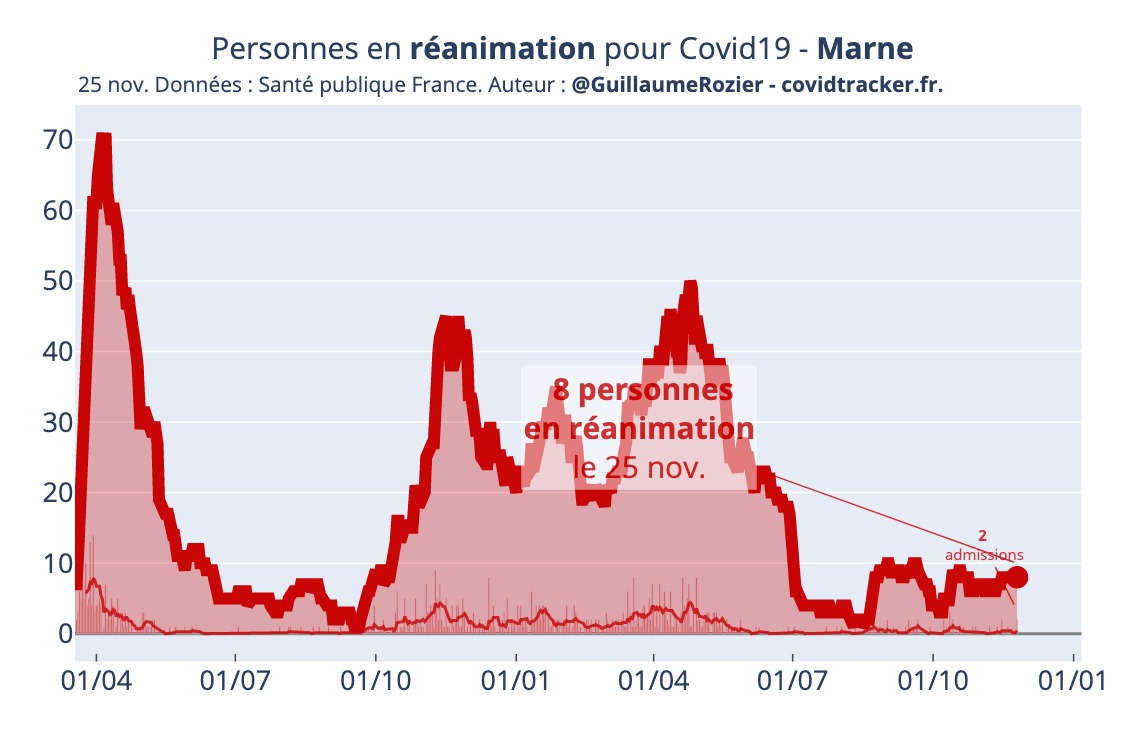 Personnes en réanimation pour Covid19 - Marne
25 nov. Données : Santé publique France. Auteur : @GuillaumeRozier - covidtracker.fr.
70
60
50
40
30
20
10
0
8 personnes
en réanimation
le 25 nov.
2
admissions
01/04 01/07 01/10 01/01 01/04 01/07 01/10 01/01